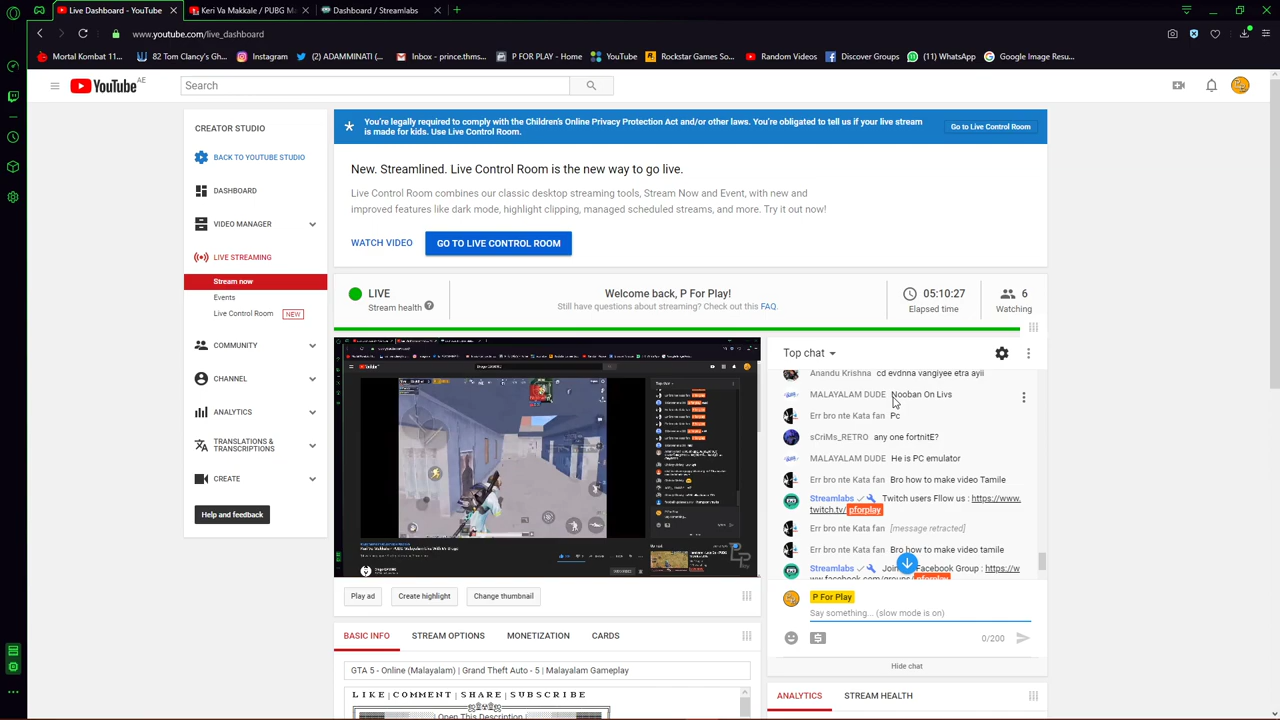 Live Dashboard - YouTube
Keri Va Makkale / PUBG M
Dashboard / Streamlabs
www.youtube.com/live_dashboard
Mortal Kombat 11...
82 Tom Clancy's Gh...
Instagram
(2) ADAMMINATI (...
Inbox - prince.thms...
P FOR PLAY - Home
YouTube
Rockstar Games So...
Random Videos
Discover Groups
(11) WhatsApp
Google Image Resu...
YouTube AE
Search
CREATOR STUDIO
BACK TO YOUTUBE STUDIO
DASHBOARD
VIDEO MANAGER
LIVE STREAMING
Stream now
Events
Live Control Room NEW
COMMUNITY
CHANNEL
ANALYTICS
TRANSLATIONS &
TRANSCRIPTIONS
CREATE
Help and feedback
You're legally required to comply with the Children's Online Privacy Protection Act and/or other laws. You're obligated to tell us if your live stream
is made for kids. Use Live Control Room.
Go to Live Control Room
New. Streamlined. Live Control Room is the new way to go live.
Live Control Room combines our classic desktop streaming tools, Stream Now and Event, with new and
improved features like dark mode, highlight clipping, managed scheduled streams, and more. Try it out now!
WATCH VIDEO
GO TO LIVE CONTROL ROOM
LIVE
Stream health
Welcome back, P For Play!
Still have questions about streaming? Check out this FAQ.
05:10:27
Elapsed time
6
Watching
Play ad
Create highlight
Change thumbnail
BASIC INFO
STREAM OPTIONS
MONETIZATION
CARDS
GTA 5 - Online (Malayalam) | Grand Theft Auto - 5 | Malayalam Gameplay
LIKE | COMMENT | SHARE | SUBSCRIBE
| Open This Description |
Top chat
Anandu Krishna cd evdnna vangiyee etra ayii
MALAYALAM DUDE Nooban On Livs
Err bro nte Kata fan Pc
sCriMs_RETRO any one fortnitE?
MALAYALAM DUDE He is PC emulator
Err bro nte Kata fan Bro how to make video Tamile
Streamlabs Twitch users Fllow us : https://www.
twitch.tv/pforplay
Err bro nte Kata fan [message retracted]
Err bro nte Kata fan Bro how to make video tamile
Streamlabs Join Facebook Group : https://w
ww.facebook.com/groups/pforplay
P For Play
Say something... (slow mode is on)
0/200
Hide chat
ANALYTICS
STREAM HEALTH